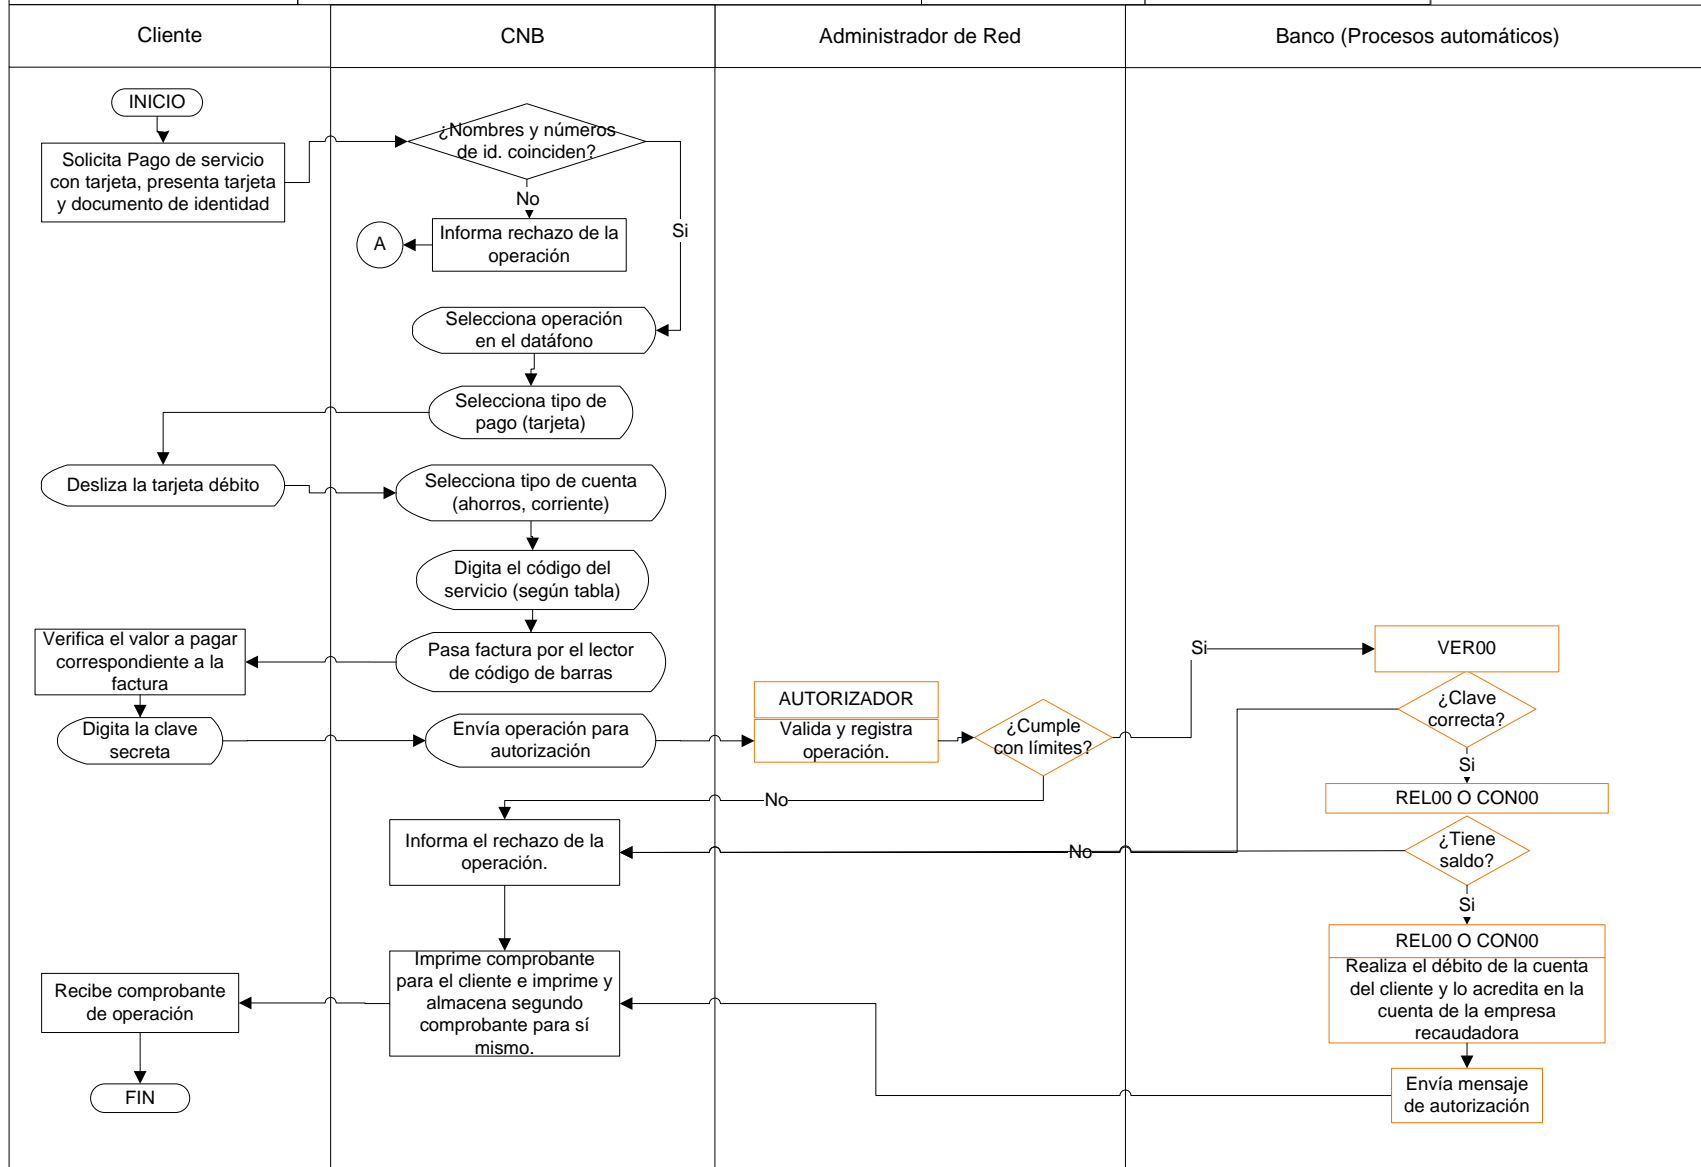 Cliente
CNB
Administrador de Red
Banco (Procesos automáticos)
INICIO
Solicita Pago de servicio
con tarjeta, presenta tarjeta
y documento de identidad
¿Nombres y números
de id. coinciden?
No
Si
Informa rechazo de la
operación
A
Selecciona operación
en el datáfono
Selecciona tipo de
pago (tarjeta)
Desliza la tarjeta débito
Selecciona tipo de cuenta
(ahorros, corriente)
Digita el código del
servicio (según tabla)
Pasa factura por el lector
de código de barras
Verifica el valor a pagar
correspondiente a la
factura
Digita la clave
secreta
Envía operación para
autorización
AUTORIZADOR
Valida y registra
operación.
¿Cumple
con límites?
Si
No
VER00
¿Clave
correcta?
Si
REL00 O CON00
¿Tiene
saldo?
No
Si
REL00 O CON00
Realiza el débito de la cuenta
del cliente y lo acredita en la
cuenta de la empresa
recaudadora
Envía mensaje
de autorización
Informa el rechazo de la
operación.
Imprime comprobante
para el cliente e imprime y
almacena segundo
comprobante para sí
mismo.
Recibe comprobante
de operación
FIN